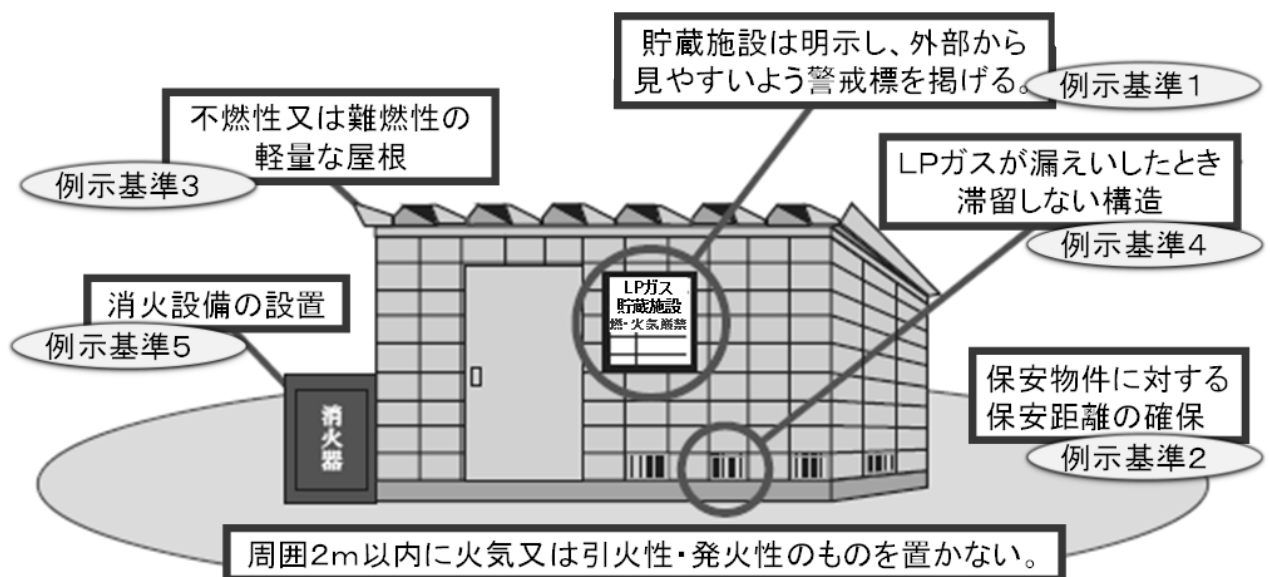 貯蔵施設は明示し、外部から
見やすいよう警戒標を掲げる。
例示基準1
不燃性又は難燃性の
軽量な屋根
例示基準3
LPガスが漏えいしたとき
滞留しない構造
例示基準4
消火設備の設置
例示基準5
LPガス
貯蔵施設
燃・火気厳禁
消火器
保安物件に対する
保安距離の確保
例示基準2
周囲2m以内に火気又は引火性・発火性のものを置かない。